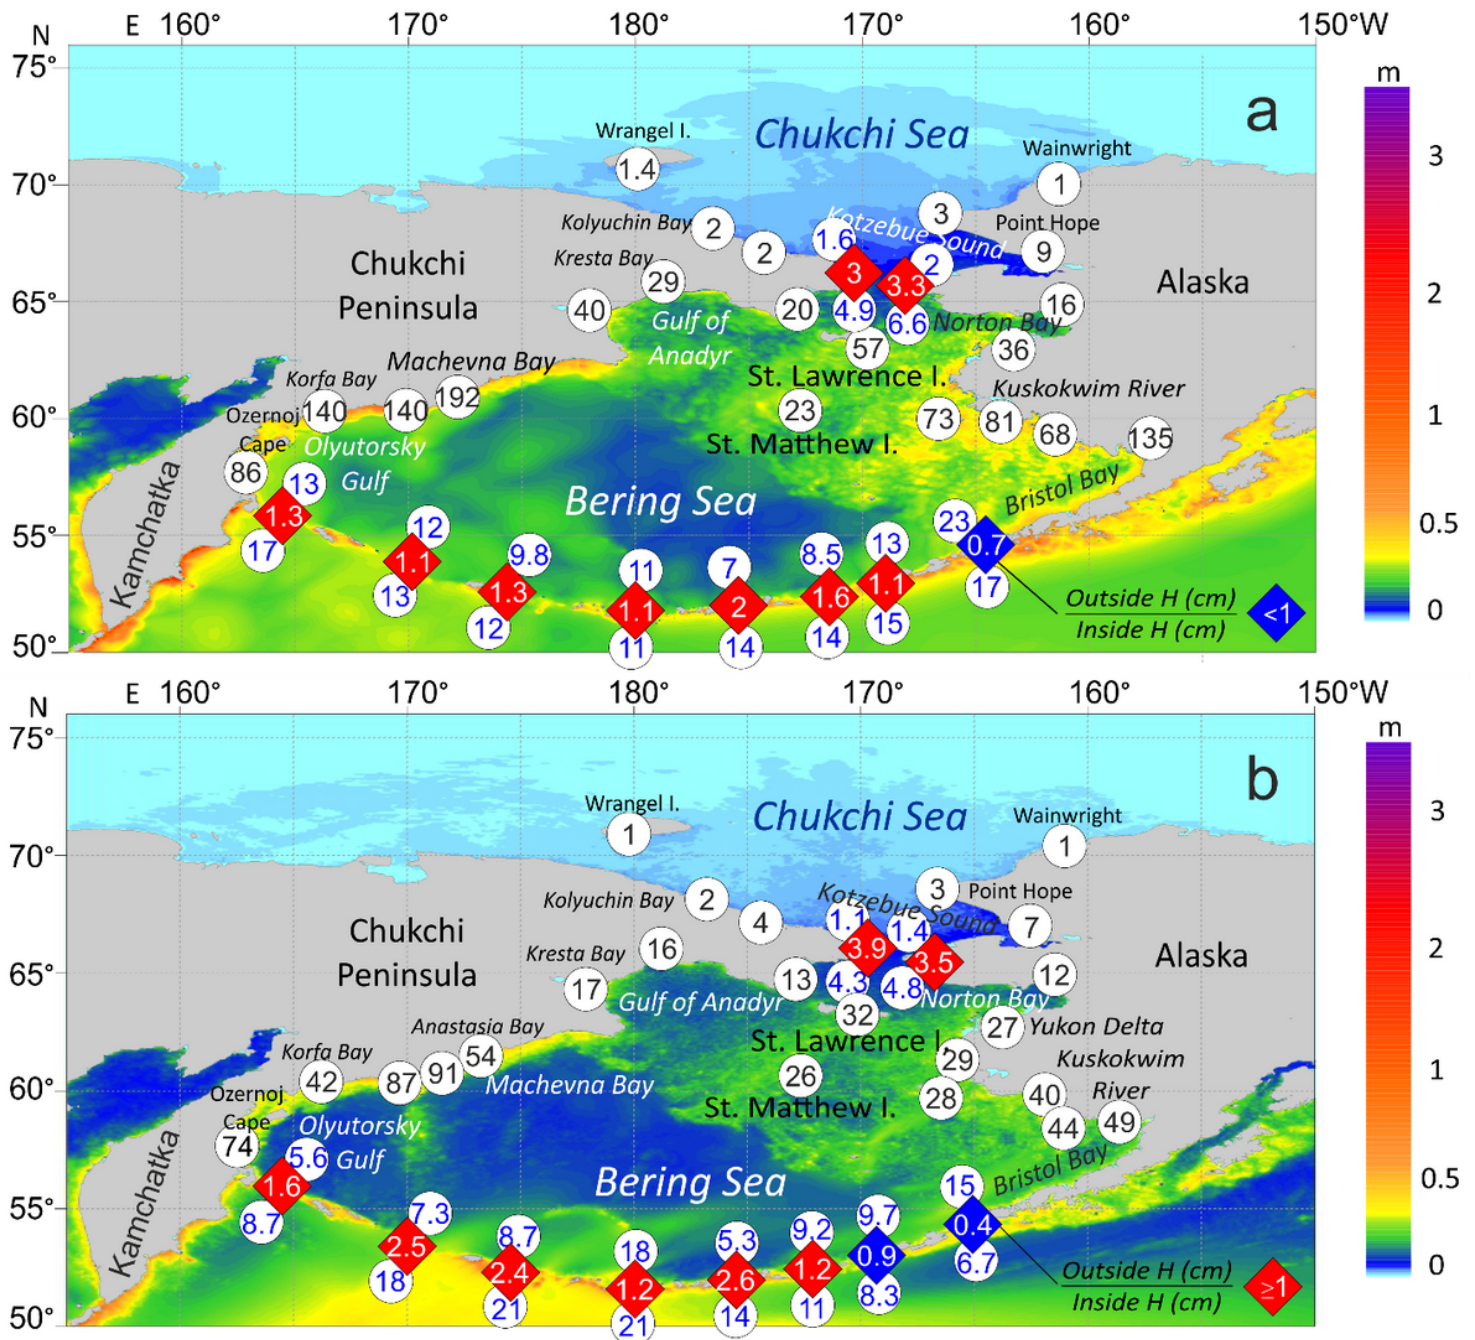 E 160° 170° 180° 170° 160° 150°W
N
75°
m
a
Chukchi Sea
Wrangel I.
Wainwright
3
1.4
1
70°
3
Kolyuchin Bay
2
1.6
Kotzebue Sound
Point Hope
2
9
Kresta Bay
2
Chukchi
Peninsula
29
3
3.3
Alaska
2
65°
40
Gulf of
Anadyr
20
4.9
6.6
Norton Bay
16
57
36
Machevna Bay
St. Lawrence I.
Korfa Bay
192
Kuskokwim River
Ozernoj
Cape
140
140
23
73
81
68
135
1
60°
Olyutorsky
Gulf
St. Matthew I.
86
13
Bering Sea
Bristol Bay
0.5
Kamchatka
1.3
17
12
1.1
13
9.8
1.3
12
11
1.1
11
7
2
14
8.5
1.6
14
13
1.1
15
23
0.7
17
55°
Outside H (cm)
Inside H (cm)
<1
0
50°
E 160° 170° 180° 170° 160° 150°W
N
75°
m
b
Chukchi Sea
Wrangel I.
Wainwright
3
1
1
70°
Kolyuchin Bay
2
4
Kotzebue Sound
3
Point Hope
1.1
1.4
7
Chukchi
Peninsula
Kresta Bay
16
3.9
3.5
Alaska
2
65°
17
Gulf of Anadyr
13
4.3
4.8
Norton Bay
12
32
27
Yukon Delta
Anastasia Bay
St. Lawrence I.
29
Kuskokwim
River
Korfa Bay
54
Ozernoj
Cape
42
87
91
Machevna Bay
26
28
40
44
49
1
60°
St. Matthew I.
Olyutorsky
Gulf
74
5.6
Bering Sea
Bristol Bay
0.5
Kamchatka
1.6
8.7
7.3
2.5
18
8.7
2.4
21
18
1.2
21
5.3
2.6
14
9.2
1.2
11
9.7
0.9
8.3
15
0.4
6.7
55°
Outside H (cm)
Inside H (cm)
≥1
0
50°